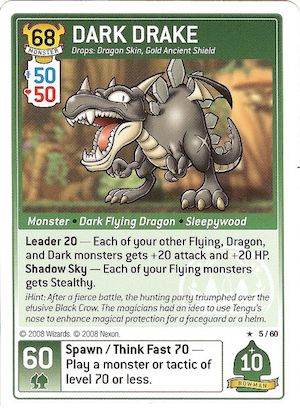 68
MONSTER
DARK DRAKE
Drops: Dragon Skin, Gold Ancient Shield
50
50
Monster • Dark Flying Dragon • Sleepywood
Leader 20 — Each of your other Flying, Dragon,
and Dark monsters gets +20 attack and +20 HP.
Shadow Sky — Each of your Flying monsters
gets Stealthy.
iHint: After a fierce battle, the hunting party triumphed over the
elusive Black Crow. The magicians had an idea to use Tengu's
nose to enhance magical protection for a faceguard or a helm.
© 2008 Wizards. © 2008 Nexon.
★ 5/60
60
Spawn / Think Fast 70 —
Play a monster or tactic of
level 70 or less.
10
BOWMAN